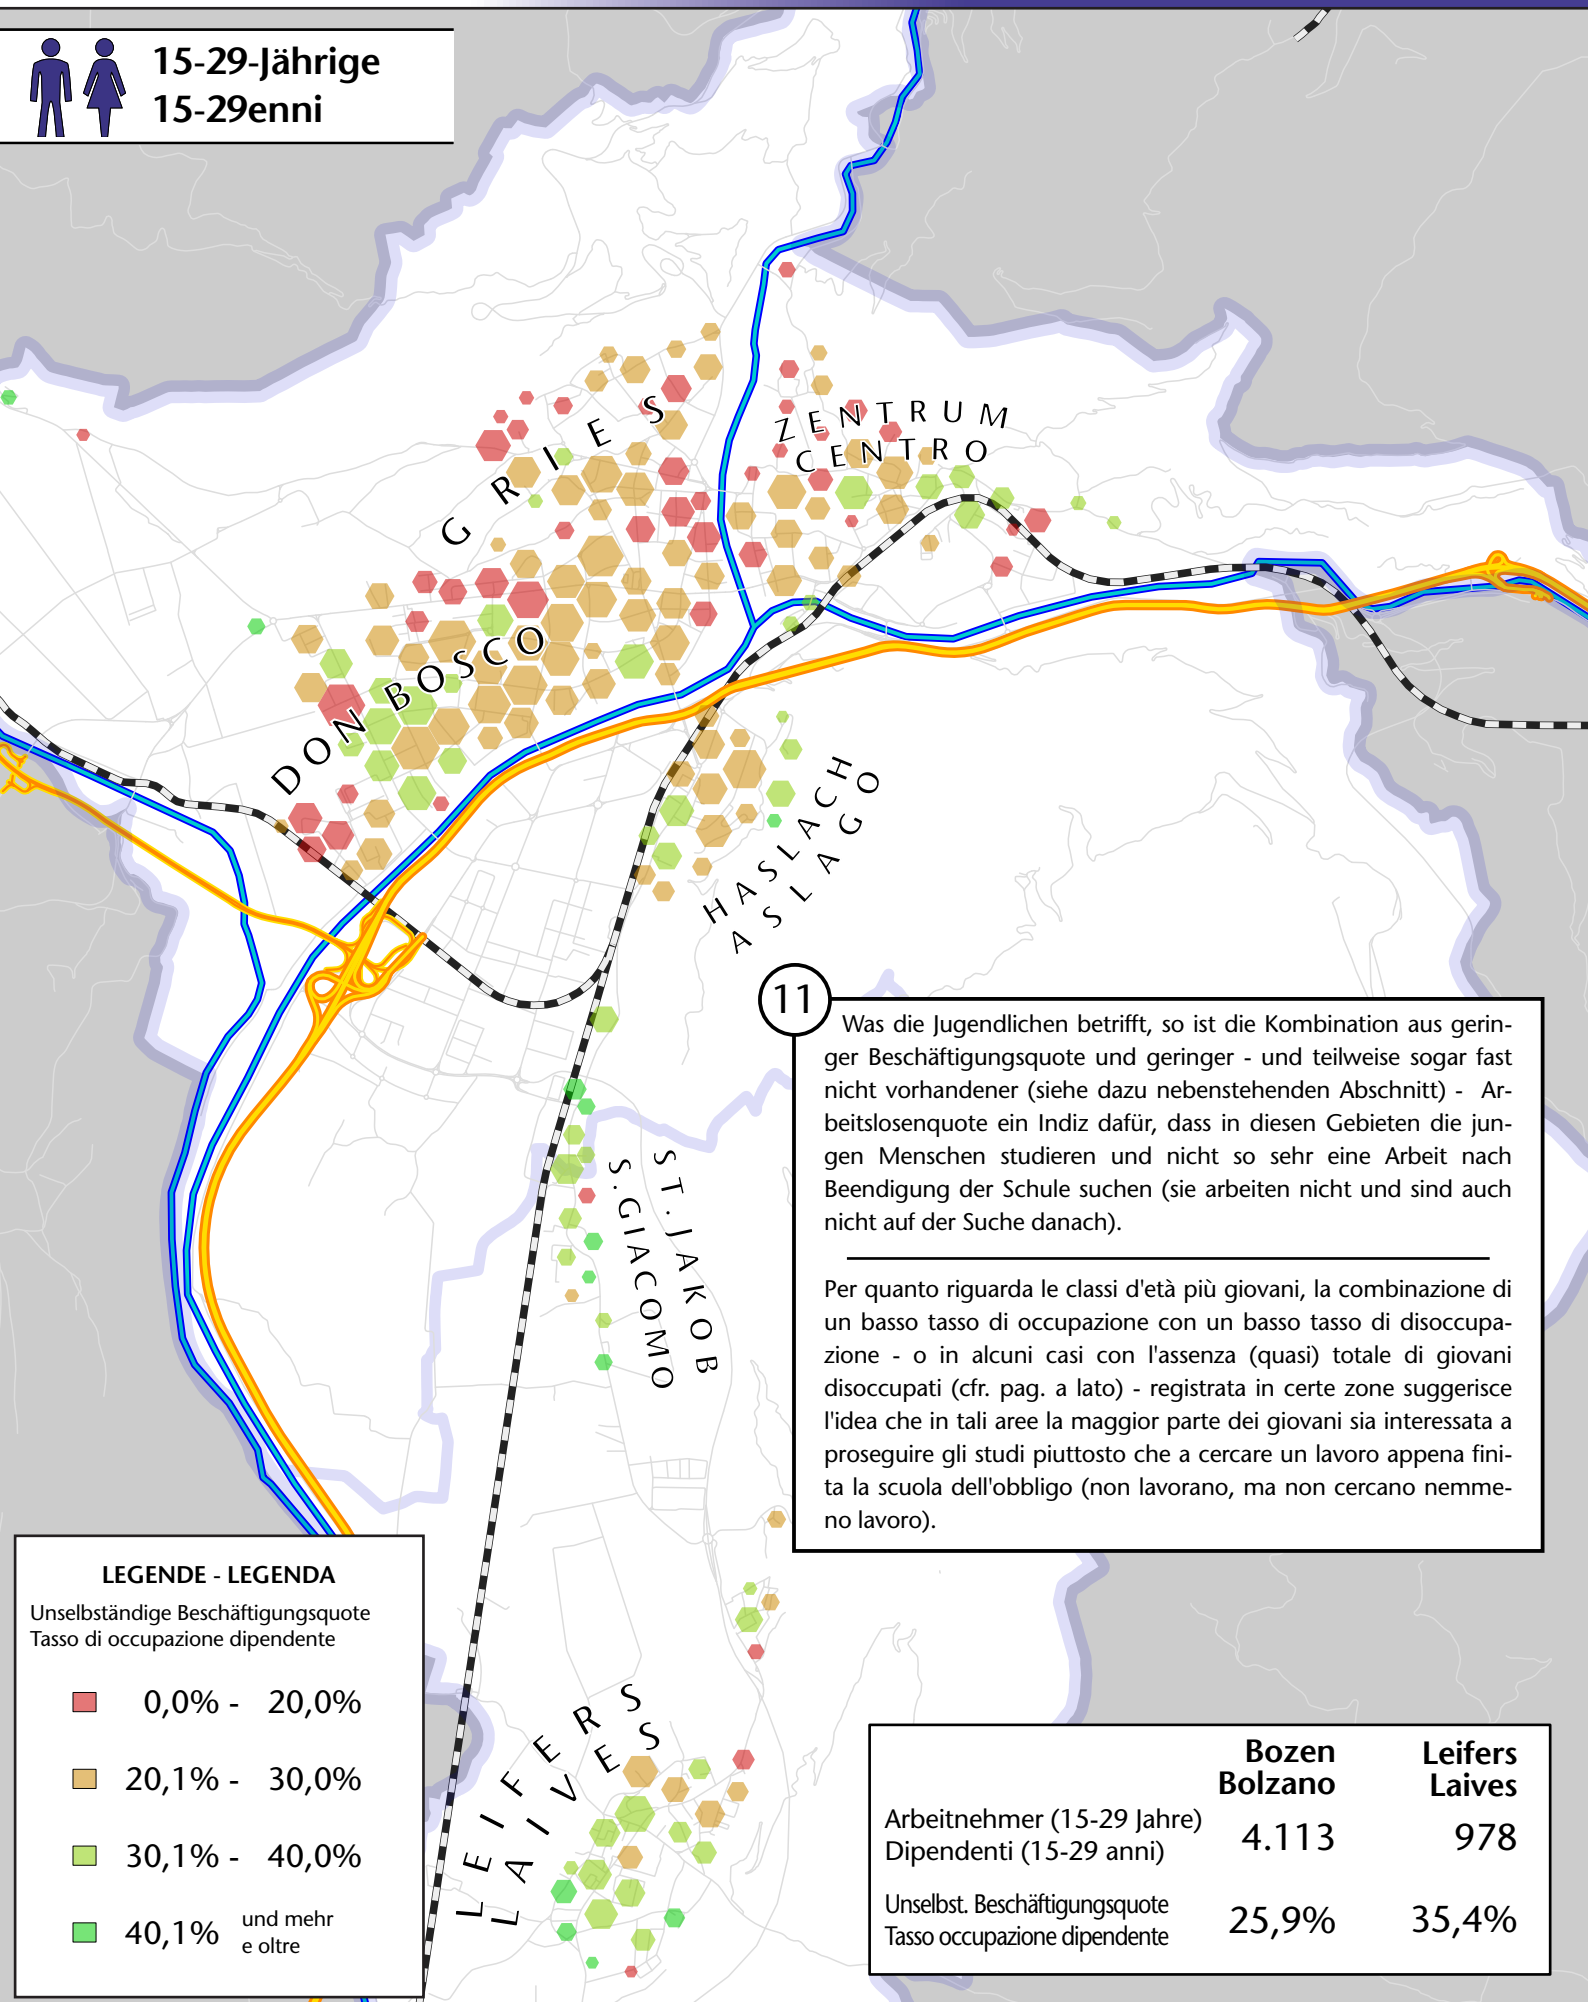 15-29-Jährige
15-29enni
GRIES
ZENTRUM
CENTRO
DON BOSCO
HASLACH
ASLAGO
11
Was die Jugendlichen betrifft, so ist die Kombination aus gerin-
ger Beschäftigungsquote und geringer - und teilweise sogar fast
nicht vorhandener (siehe dazu nebenstehenden Abschnitt) - Ar-
beitslosenquote ein Indiz dafür, dass in diesen Gebieten die jun-
gen Menschen studieren und nicht so sehr eine Arbeit nach
Beendigung der Schule suchen (sie arbeiten nicht und sind auch
nicht auf der Suche danach).
Per quanto riguarda le classi d'età più giovani, la combinazione di
un basso tasso di occupazione con un basso tasso di disoccupa-
zione - o in alcuni casi con l'assenza (quasi) totale di giovani
disoccupati (cfr. pag. a lato) - registrata in certe zone suggerisce
l'idea che in tali aree la maggior parte dei giovani sia interessata a
proseguire gli studi piuttosto che a cercare un lavoro appena fini-
ta la scuola dell'obbligo (non lavorano, ma non cercano nemme-
no lavoro).
ST.JAKOB
S.GIACOMO
LEIFERS
LAIVES
LEGENDE - LEGENDA
Unselbständige Beschäftigungsquote
Tasso di occupazione dipendente
0,0% - 20,0%
20,1% - 30,0%
30,1% - 40,0%
40,1% und mehr
e oltre
Bozen Leifers
Bolzano Laives
Arbeitnehmer (15-29 Jahre)
Dipendenti (15-29 anni) 4.113 978
Unselbst. Beschäftigungsquote
Tasso occupazione dipendente 25,9% 35,4%